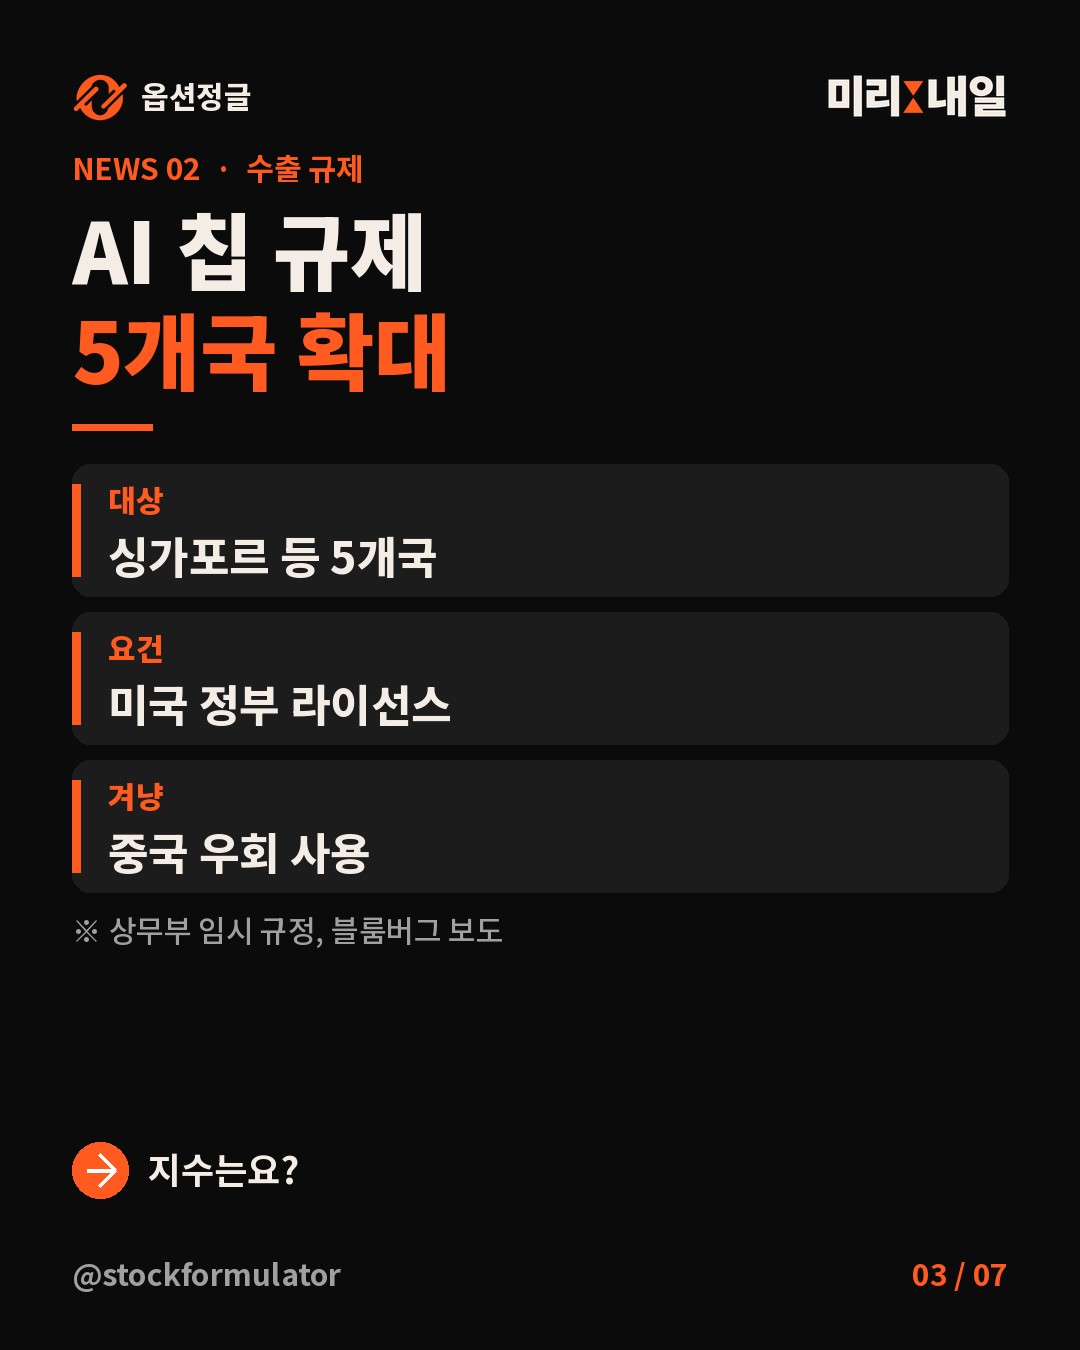 옵션정글
미리내일
NEWS 02 · 수출 규제
AI 칩 규제
5개국 확대
대상
싱가포르 등 5개국
요건
미국 정부 라이선스
겨냥
중국 우회 사용
※ 상무부 임시 규정, 블룸버그 보도
지수는요?
@stockformulator
03 / 07